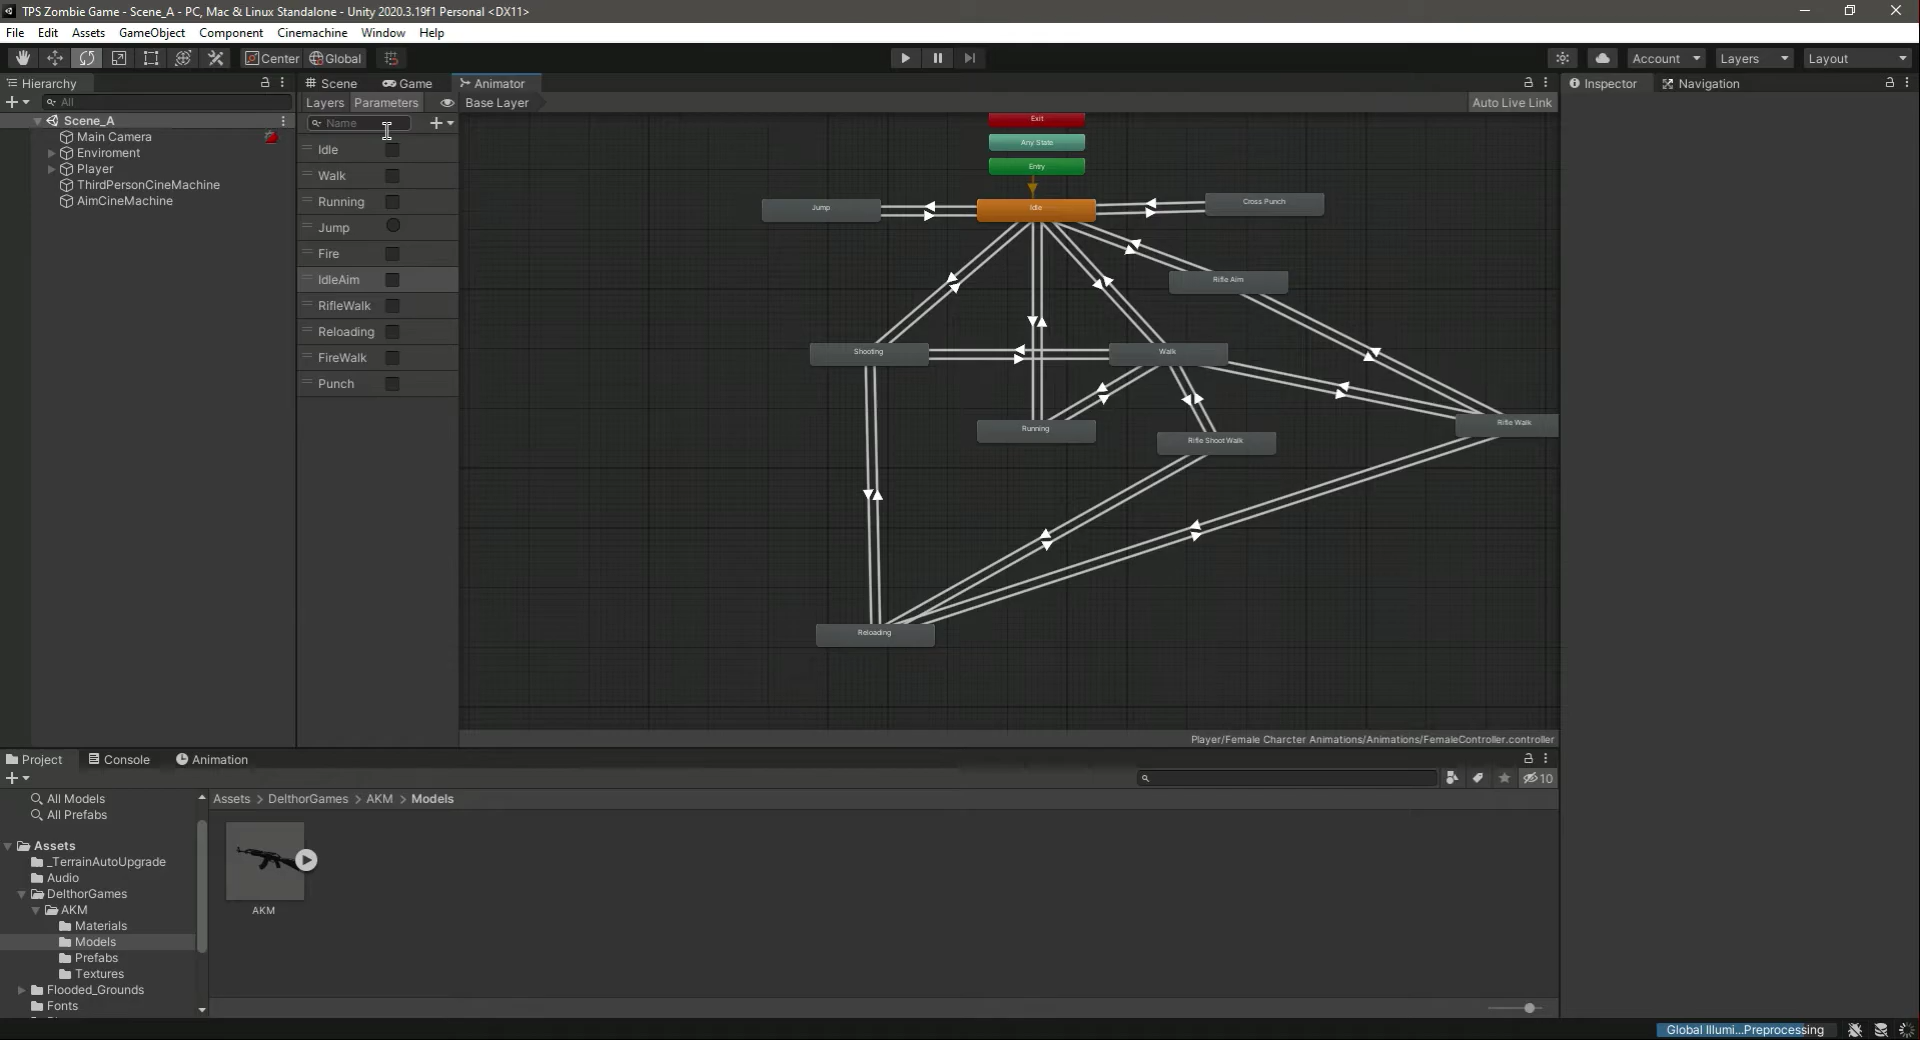 TPS Zombie Game - Scene_A - PC, Mac & Linux Standalone - Unity 2020.3.19f1 Personal <DX11>
File Edit Assets GameObject Component Cinemachine Window Help
Center Global Account Layers Layout
Hierarchy
All
Scene_A
Main Camera
Enviroment
Player
ThirdPersonCineMachine
AimCineMachine
Scene Game Animator
Layers Parameters Base Layer Auto Live Link
Name
Idle
Walk
Running
Jump
Fire
IdleAim
RifleWalk
Reloading
FireWalk
Punch
Exit
Any State
Entry
Jump
Idle
Cross Punch
Rifle Aim
Shooting
Walk
Running
Rifle Shoot Walk
Rifle Walk
Reloading
Player/Female Charcter Animations/Animations/FemaleController.controller
Inspector Navigation
Project Console Animation
10
All Models
All Prefabs
Assets
_TerrainAutoUpgrade
Audio
DelthorGames
AKM
Materials
Models
Prefabs
Textures
Flooded_Grounds
Fonts
Assets > DelthorGames > AKM > Models
AKM
Global Illumi...Preprocessing